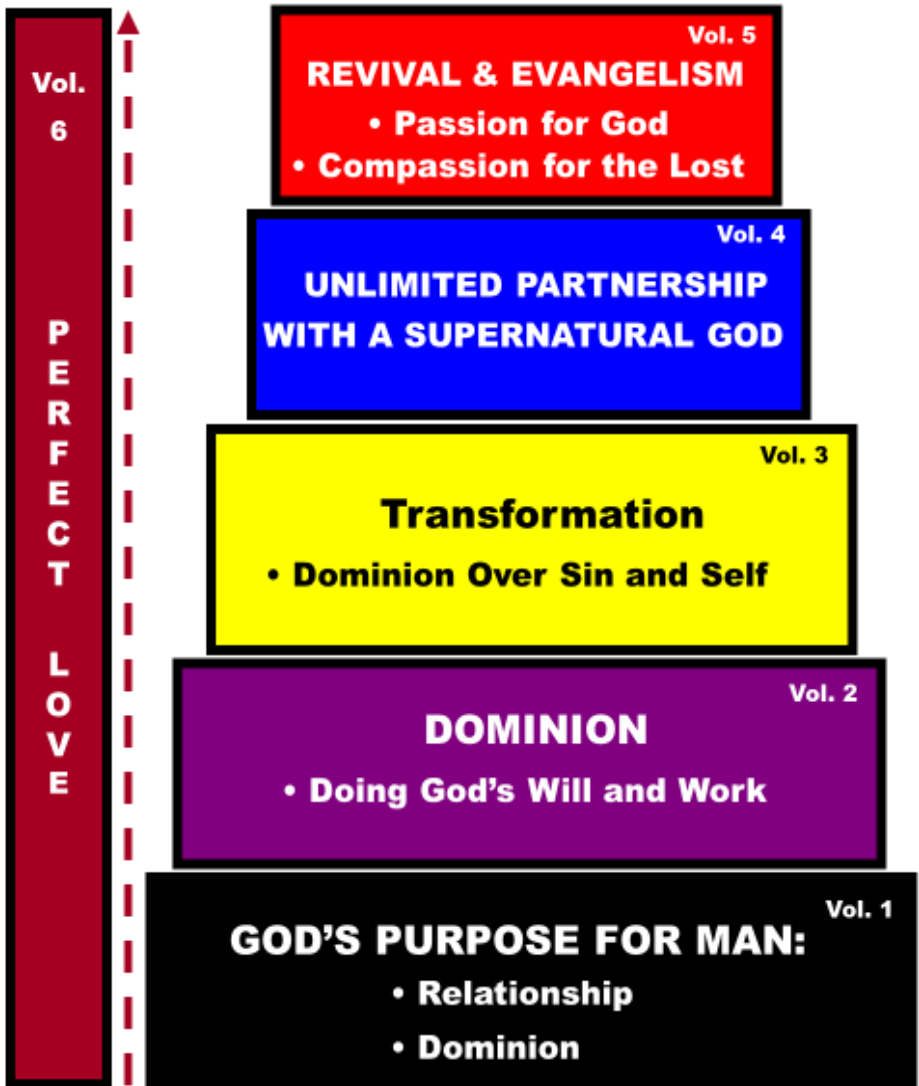 Vol.
6
PERFECT LOVE
Vol. 5
REVIVAL & EVANGELISM
• Passion for God
• Compassion for the Lost
Vol. 4
UNLIMITED PARTNERSHIP
WITH A SUPERNATURAL GOD
Vol. 3
Transformation
• Dominion Over Sin and Self
Vol. 2
DOMINION
• Doing God’s Will and Work
Vol. 1
GOD’S PURPOSE FOR MAN:
• Relationship
• Dominion